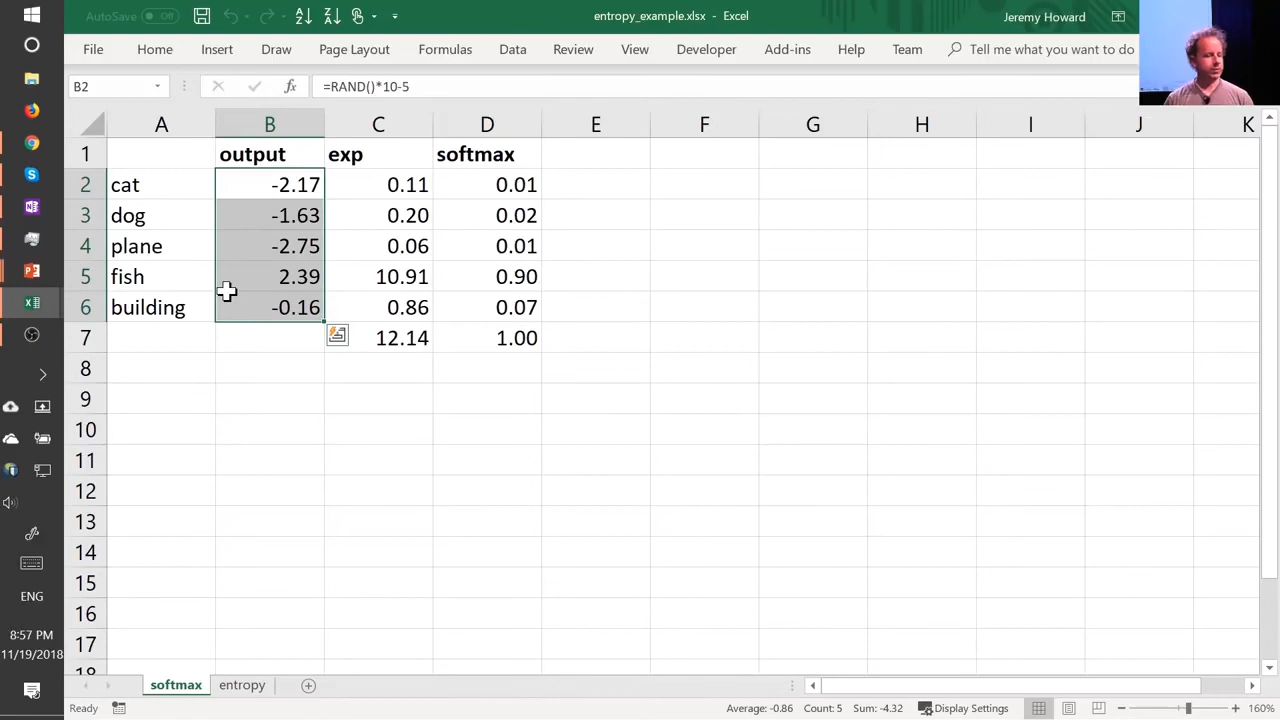 AutoSave Off
entropy_example.xlsx - Excel
Jeremy Howard
File Home Insert Draw Page Layout Formulas Data Review View Developer Add-ins Help Team Tell me what you want to do
B2 fx =RAND()*10-5
A B C D E F G H I J K
1 output exp softmax
2 cat -2.17 0.11 0.01
3 dog -1.63 0.20 0.02
4 plane -2.75 0.06 0.01
5 fish 2.39 10.91 0.90
6 building -0.16 0.86 0.07
7 12.14 1.00
8
9
10
11
12
13
14
15
16
17
18
ENG
8:57 PM
11/19/2018
softmax entropy
Ready Average: -0.86 Count: 5 Sum: -4.32 Display Settings 160%